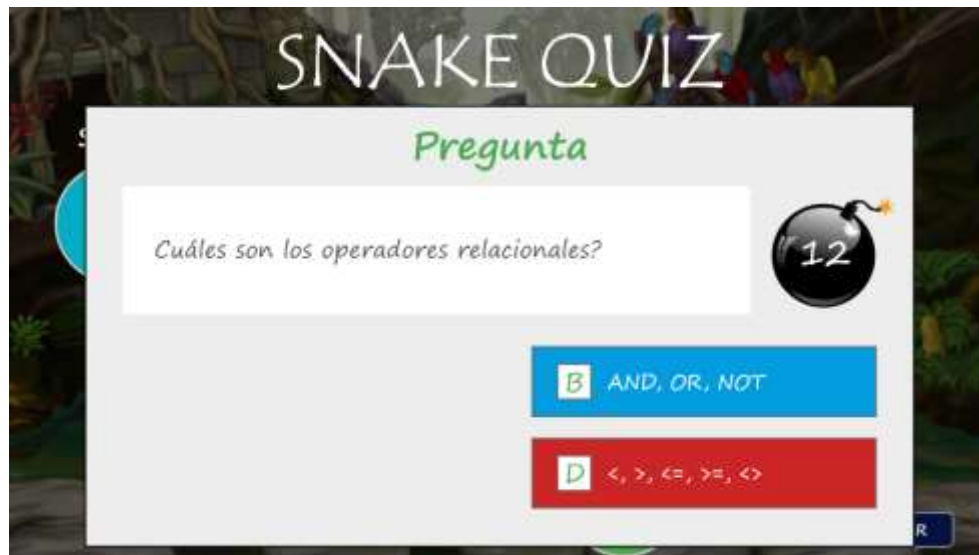 SNAKE QUIZ
S
Pregunta
Cuáles son los operadores relacionales?
12
B AND, OR, NOT
D <, >, <=, >=, <>
R